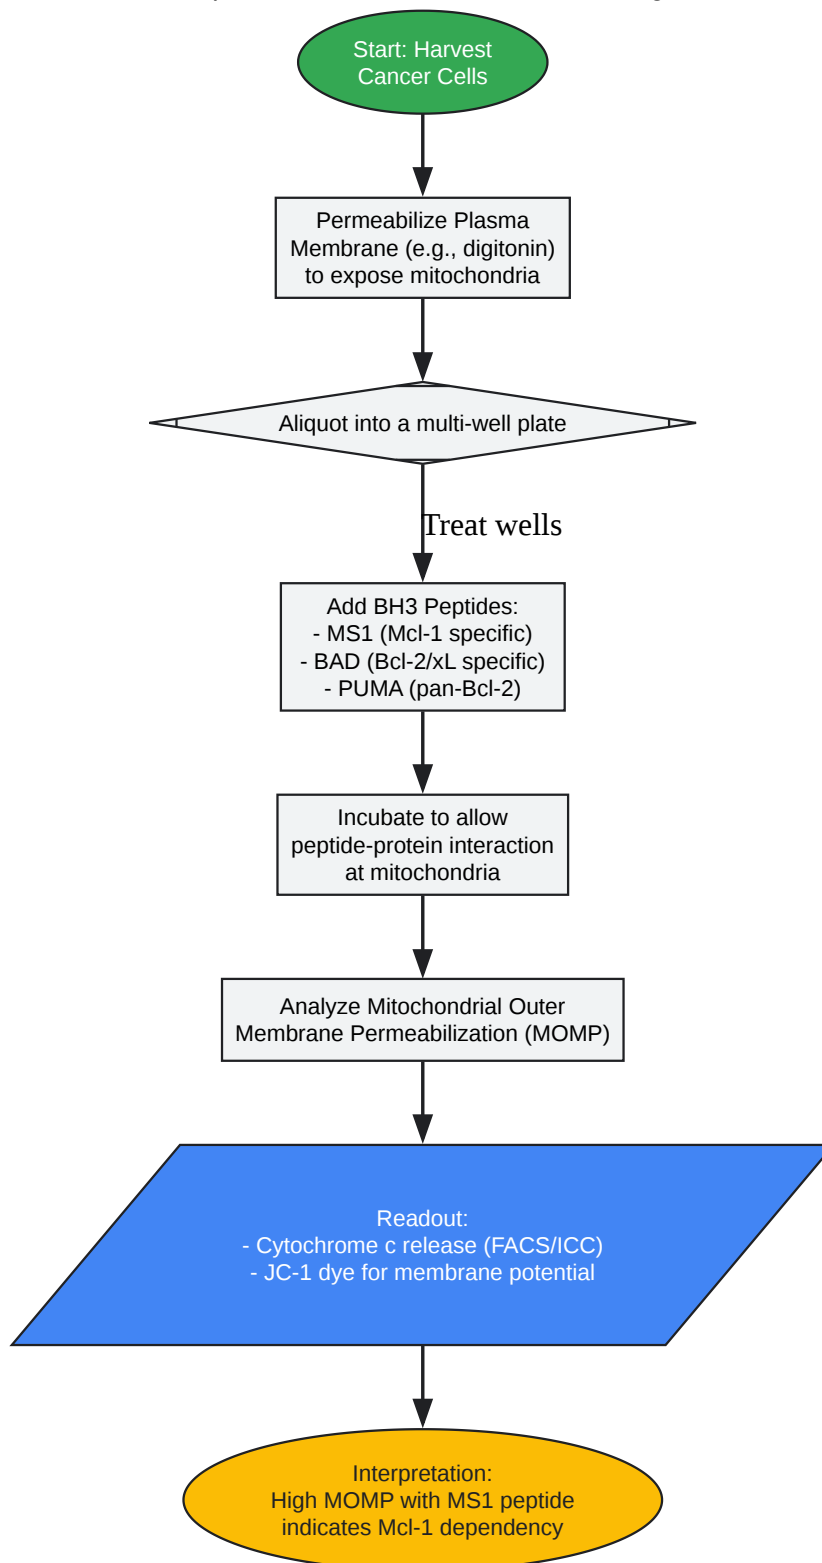 Start: Harvest
Cancer Cells
Permeabilize Plasma
Membrane (e.g., digitonin)
to expose mitochondria
Aliquot into a multi-well plate
Treat wells
Add BH3 Peptides:
- MS1 (Mcl-1 specific)
- BAD (Bcl-2/xL specific)
- PUMA (pan-Bcl-2)
Incubate to allow
peptide-protein interaction
at mitochondria
Analyze Mitochondrial Outer
Membrane Permeabilization (MOMP)
Readout:
- Cytochrome c release (FACS/ICC)
- JC-1 dye for membrane potential
Interpretation:
High MOMP with MS1 peptide
indicates Mcl-1 dependency